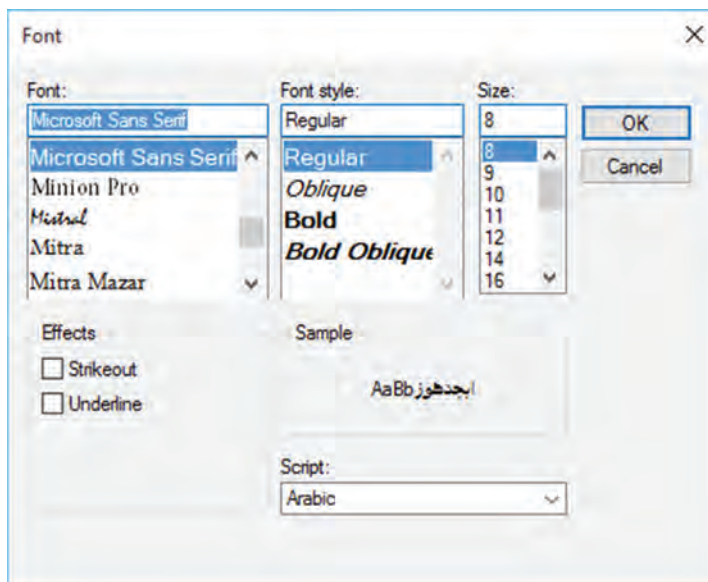 Font
Font:
Font style:
Size:
Microsoft Sans Serif
Regular
8
OK
Cancel
Microsoft Sans Serif
Minion Pro
Mistral
Mitra
Mitra Mazar
Regular
Oblique
Bold
Bold Oblique
8
9
10
11
12
14
16
Effects
Strikeout
Underline
Sample
AaBbابجدهوز
Script:
Arabic